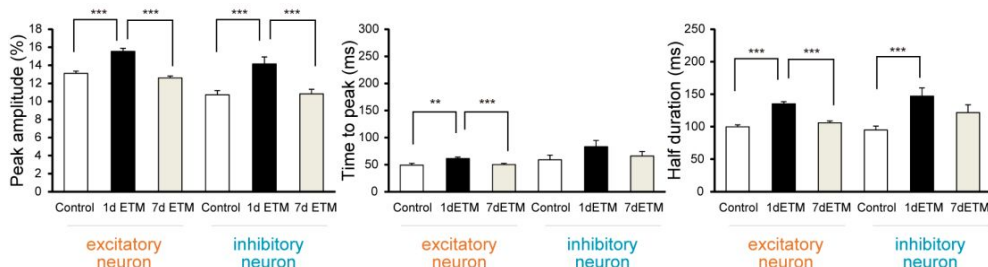 Peak amplitude (%)
18
16
14
12
10
8
6
4
2
0
*** *** *** ***
Control 1d ETM 7d ETM Control 1d ETM 7d ETM
excitatory
neuron
inhibitory
neuron
Time to peak (ms)
300
250
200
150
100
50
0
** ***
Control 1dETM 7dETM Control 1dETM 7dETM
excitatory
neuron
inhibitory
neuron
Half duration (ms)
250
200
150
100
50
0
*** *** ***
Control 1dETM 7dETM Control 1dETM 7dETM
excitatory
neuron
inhibitory
neuron